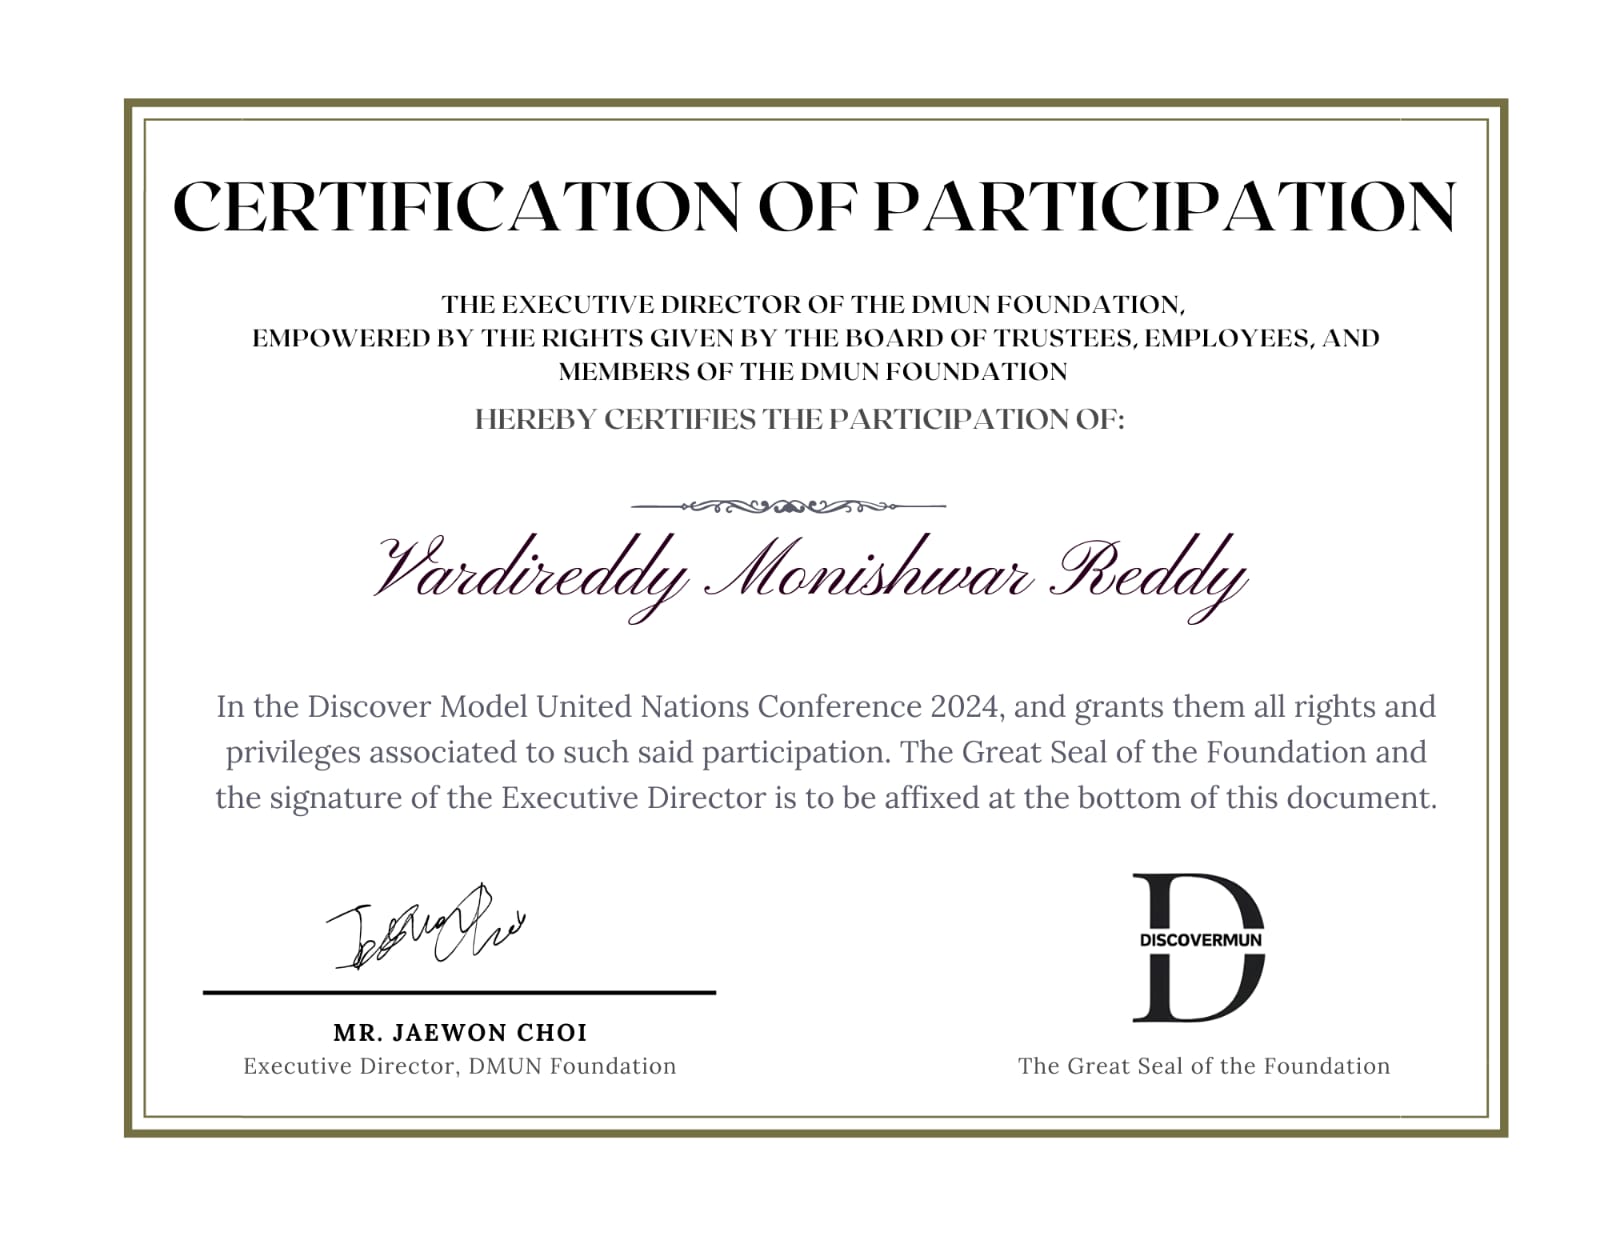 CERTIFICATION OF PARTICIPATION
THE EXECUTIVE DIRECTOR OF THE DMUN FOUNDATION,
EMPOWERED BY THE RIGHTS GIVEN BY THE BOARD OF TRUSTEES, EMPLOYEES, AND
MEMBERS OF THE DMUN FOUNDATION
HEREBY CERTIFIES THE PARTICIPATION OF:
Vardireddy Monishwar Reddy
In the Discover Model United Nations Conference 2024, and grants them all rights and
privileges associated to such said participation. The Great Seal of the Foundation and
the signature of the Executive Director is to be affixed at the bottom of this document.
MR. JAEWON CHOI
Executive Director, DMUN Foundation
D
DISCOVERMUN
The Great Seal of the Foundation